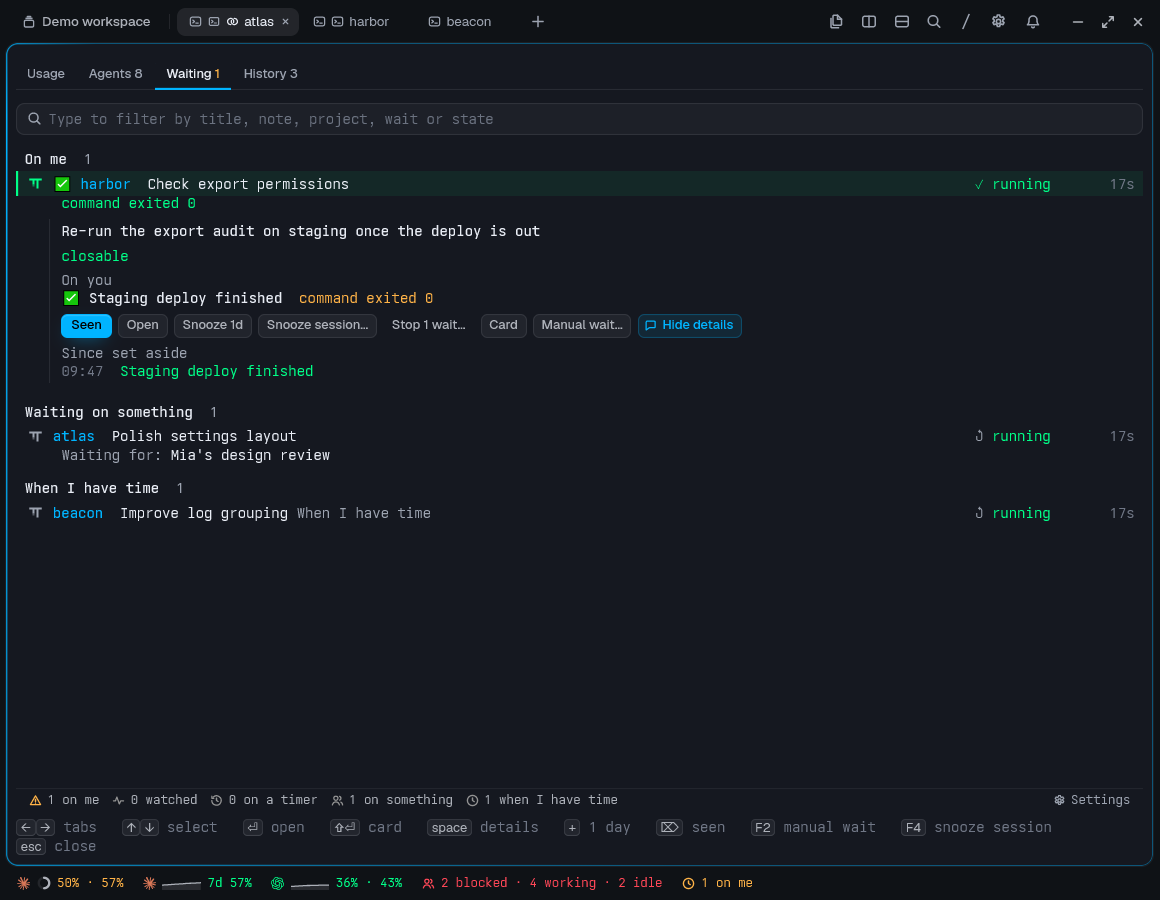 Demo workspace atlas × harbor beacon +
Usage Agents 8 Waiting 1 History 3
Type to filter by title, note, project, wait or state
On me 1
harbor Check export permissions ✓ running 17s
command exited 0
Re-run the export audit on staging once the deploy is out
closable
On you
Staging deploy finished command exited 0
Seen Open Snooze 1d Snooze session… Stop 1 wait… Card Manual wait… Hide details
Since set aside
09:47 Staging deploy finished
Waiting on something 1
atlas Polish settings layout running 17s
Waiting for: Mia's design review
When I have time 1
beacon Improve log grouping When I have time running 17s
1 on me 0 watched 0 on a timer 1 on something 1 when I have time Settings
← → tabs ↑ ↓ select ⏎ open ⇧⏎ card space details + 1 day ⌦ seen F2 manual wait F4 snooze session
esc close
50% · 57% 7d 57% 36% · 43% 2 blocked · 4 working · 2 idle 1 on me